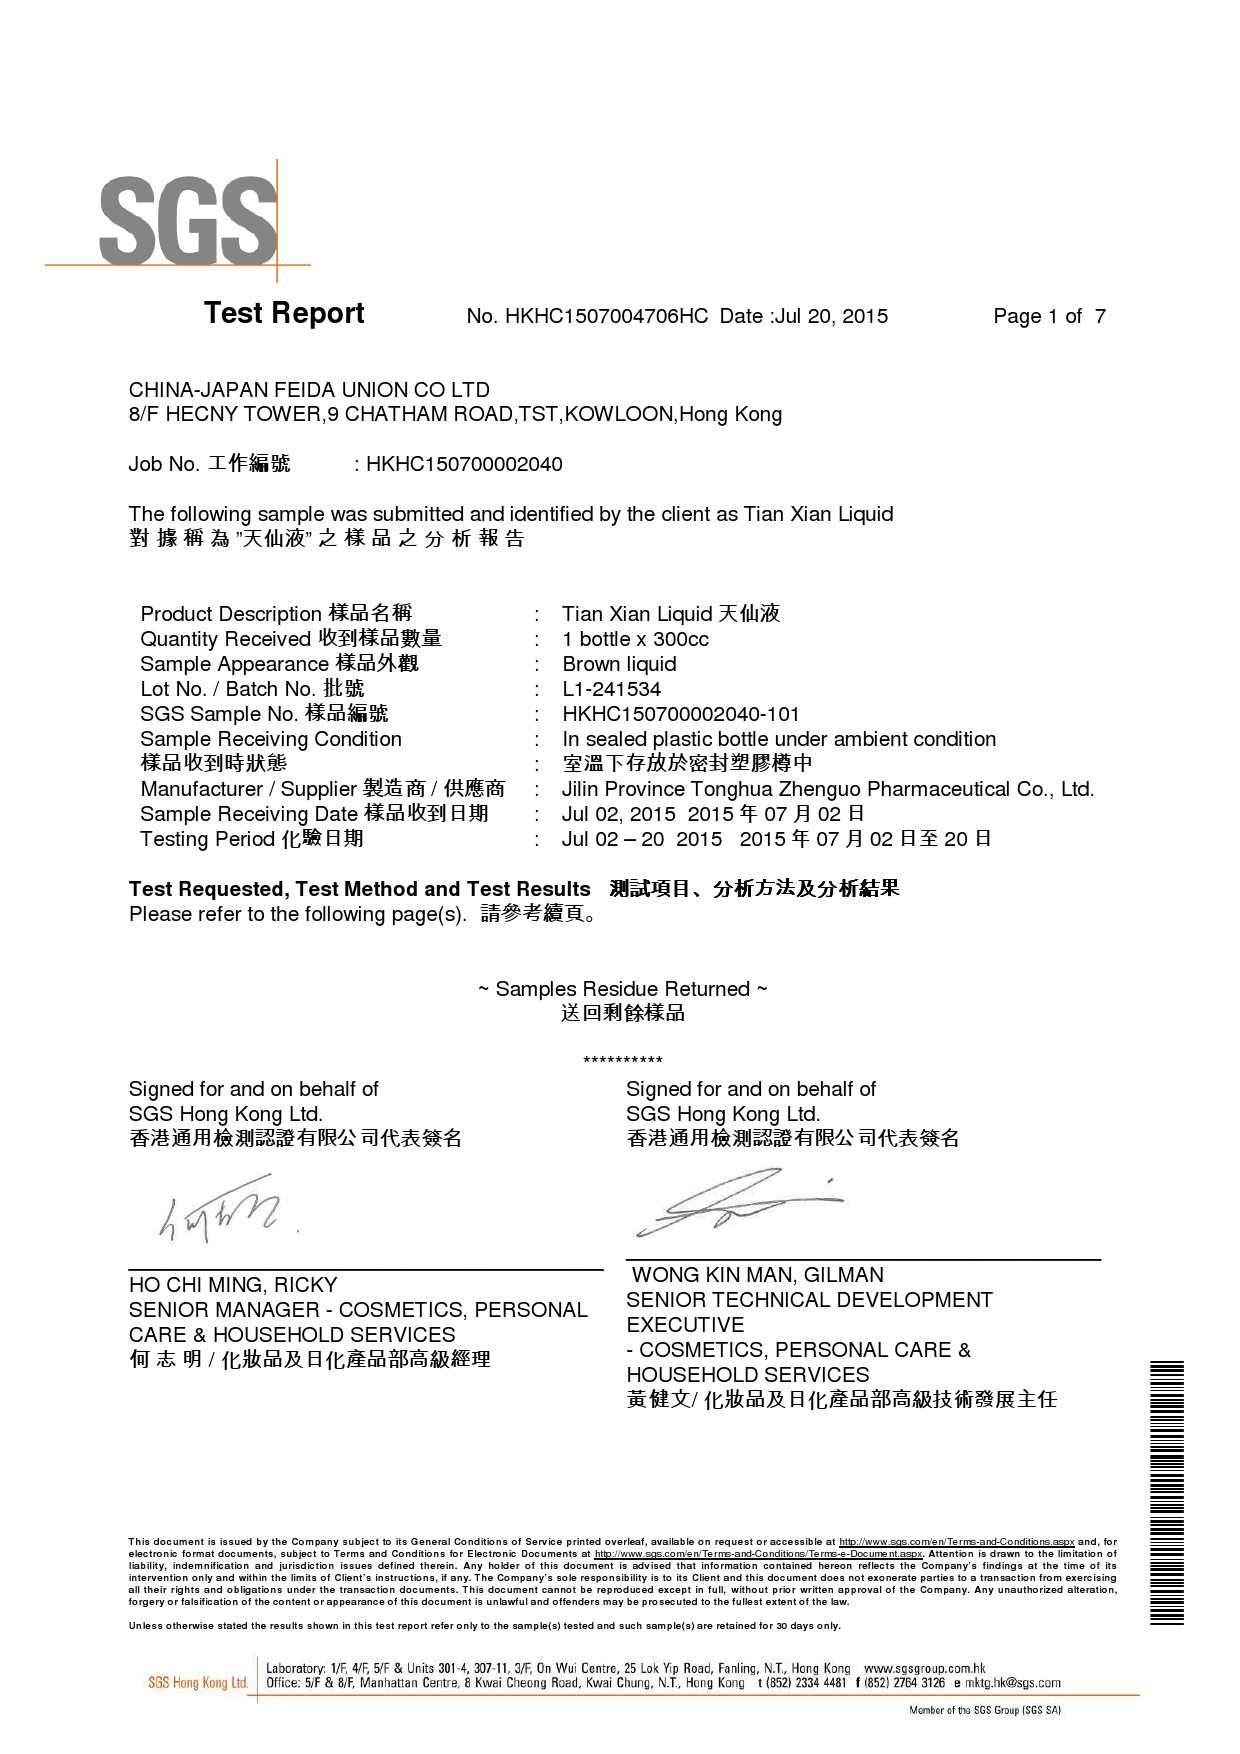 SGS
Test Report No. HKHC1507004706HC Date :Jul 20, 2015 Page 1 of 7
CHINA-JAPAN FEIDA UNION CO LTD
8/F HECNY TOWER,9 CHATHAM ROAD,TST,KOWLOON,Hong Kong
Job No. 工作編號 : HKHC150700002040
The following sample was submitted and identified by the client as Tian Xian Liquid
對 據 稱 為 ”天仙液” 之 樣 品 之 分 析 報 告
Product Description 樣品名稱 : Tian Xian Liquid 天仙液
Quantity Received 收到樣品數量 : 1 bottle x 300cc
Sample Appearance 樣品外觀 : Brown liquid
Lot No. / Batch No. 批號 : L1-241534
SGS Sample No. 樣品編號 : HKHC150700002040-101
Sample Receiving Condition : In sealed plastic bottle under ambient condition
樣品收到時狀態 : 室溫下存放於密封塑膠樽中
Manufacturer / Supplier 製造商 / 供應商 : Jilin Province Tonghua Zhenguo Pharmaceutical Co., Ltd.
Sample Receiving Date 樣品收到日期 : Jul 02, 2015 2015 年 07 月 02 日
Testing Period 化驗日期 : Jul 02 – 20 2015 2015 年 07 月 02 日至 20 日
Test Requested, Test Method and Test Results 測試項目、分析方法及分析結果
Please refer to the following page(s). 請參考續頁。
~ Samples Residue Returned ~
送回剩餘樣品
**********
Signed for and on behalf of
SGS Hong Kong Ltd.
香港通用檢測認證有限公司代表簽名
HO CHI MING, RICKY
SENIOR MANAGER - COSMETICS, PERSONAL
CARE & HOUSEHOLD SERVICES
何 志 明 / 化妝品及日化產品部高級經理
Signed for and on behalf of
SGS Hong Kong Ltd.
香港通用檢測認證有限公司代表簽名
WONG KIN MAN, GILMAN
SENIOR TECHNICAL DEVELOPMENT
EXECUTIVE
- COSMETICS, PERSONAL CARE &
HOUSEHOLD SERVICES
黃健文/ 化妝品及日化產品部高級技術發展主任
This document is issued by the Company subject to its General Conditions of Service printed overleaf, available on request or accessible at http://www.sgs.com/en/Terms-and-Conditions.aspx and, for
electronic format documents, subject to Terms and Conditions for Electronic Documents at http://www.sgs.com/en/Terms-and-Conditions/Terms-e-Document.aspx. Attention is drawn to the limitation of
liability, indemnification and jurisdiction issues defined therein. Any holder of this document is advised that information contained hereon reflects the Company's findings at the time of its
intervention only and within the limits of Client's instructions, if any. The Company's sole responsibility is to its Client and this document does not exonerate parties to a transaction from exercising
all their rights and obligations under the transaction documents. This document cannot be reproduced except in full, without prior written approval of the Company. Any unauthorized alteration,
forgery or falsification of the content or appearance of this document is unlawful and offenders may be prosecuted to the fullest extent of the law.
Unless otherwise stated the results shown in this test report refer only to the sample(s) tested and such sample(s) are retained for 30 days only.
SGS Hong Kong Ltd.
Laboratory: 1/F, 4/F, 5/F & Units 301-4, 307-11, 3/F, On Wui Centre, 25 Lok Yip Road, Fanling, N.T., Hong Kong www.sgsgroup.com.hk
Office: 5/F & 8/F, Manhattan Centre, 8 Kwai Cheong Road, Kwai Chung, N.T., Hong Kong t (852) 2334 4481 f (852) 2764 3126 e mktg.hk@sgs.com
Member of the SGS Group (SGS SA)